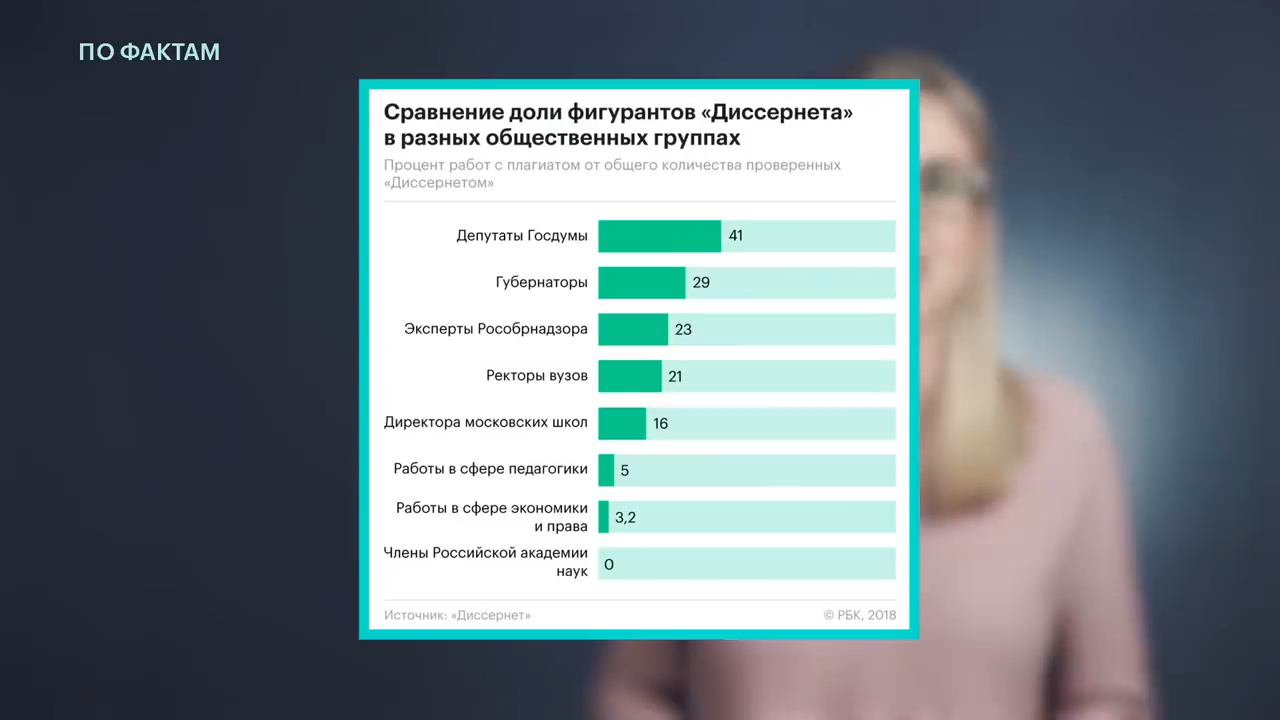 ПО ФАКТАМ
Сравнение доли фигурантов «Диссернета»
в разных общественных группах
Процент работ с плагиатом от общего количества проверенных
«Диссернетом»
Депутаты Госдумы 41
Губернаторы 29
Эксперты Рособрнадзора 23
Ректоры вузов 21
Директора московских школ 16
Работы в сфере педагогики 5
Работы в сфере экономики
и права 3,2
Члены Российской академии
наук 0
Источник: «Диссернет» © РБК, 2018